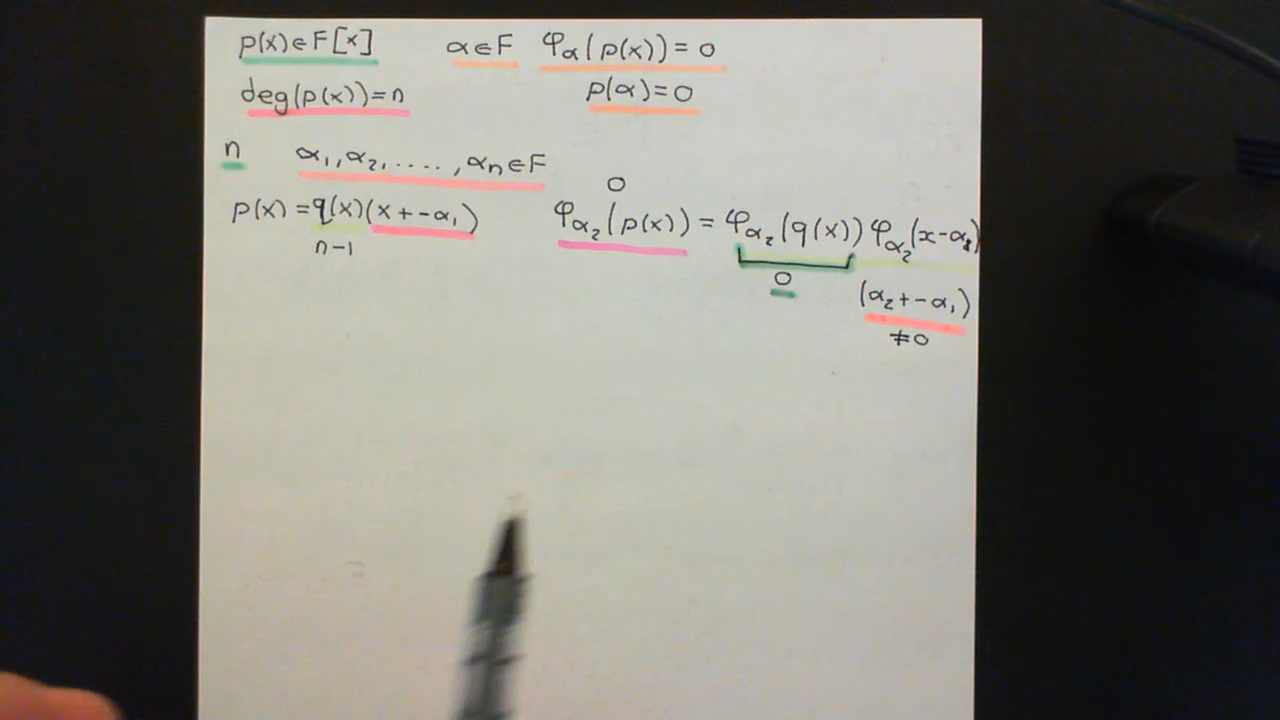 p(x)∈F[x] α∈F φα(p(x))=0
deg(p(x))=n p(α)=0
n α₁,α₂,....,αn∈F
0
p(x)=q(x)(x+-α₁) φα₂(p(x))=φα₂(q(x))φα₂(x-α₁)
n-1 0 (α₂+-α₁)
≠0